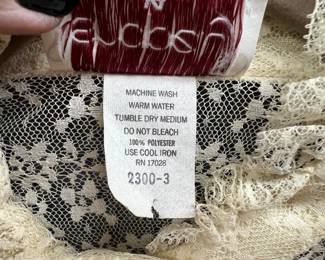 MACHINE WASH
WARM WATER
TUMBLE DRY MEDIUM
DO NOT BLEACH
100% POLYESTER
USE COOL IRON
RN 17028
2300-3